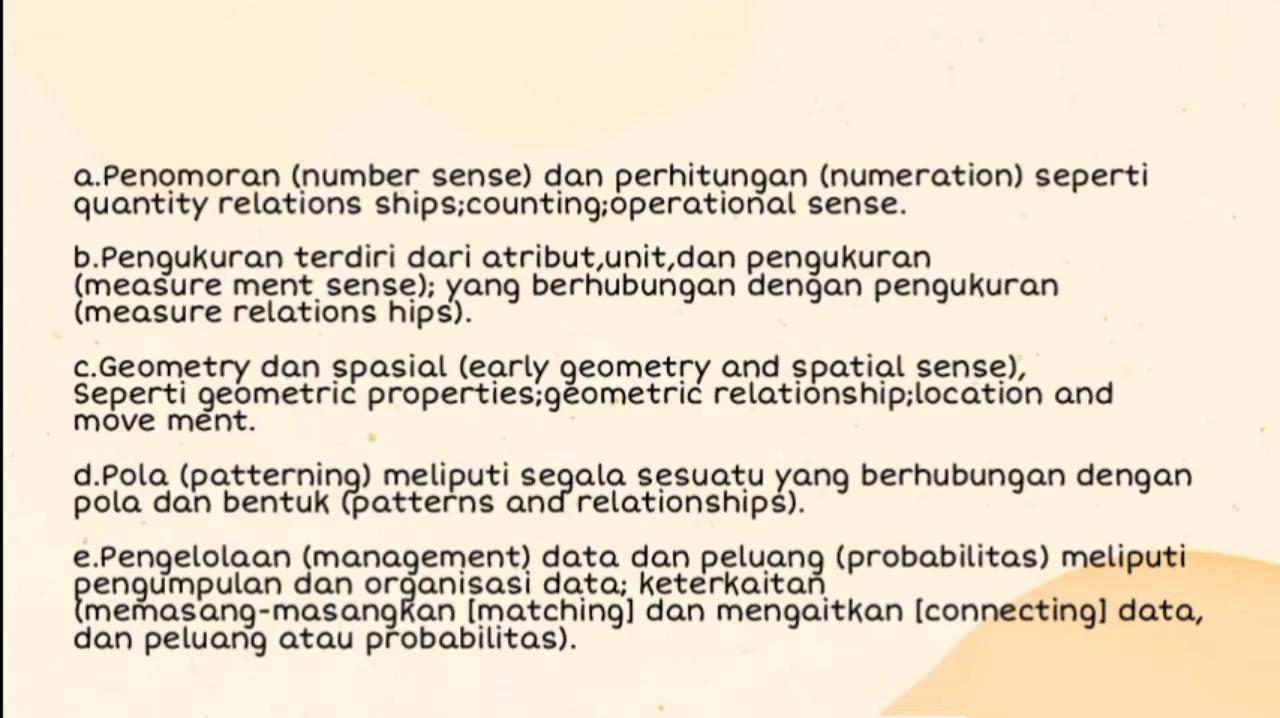 a.Penomoran (number sense) dan perhitungan (numeration) seperti
quantity relations ships;counting;operational sense.
b.Pengukuran terdiri dari atribut,unit,dan pengukuran
(measure ment sense); yang berhubungan dengan pengukuran
(measure relations hips).
c.Geometry dan spasial (early geometry and spatial sense),
Seperti geometric properties;geometric relationship;location and
move ment.
d.Pola (patterning) meliputi segala sesuatu yang berhubungan dengan
pola dan bentuk (patterns and relationships).
e.Pengelolaan (management) data dan peluang (probabilitas) meliputi
pengumpulan dan organisasi data; keterkaitan
(memasang-masangkan [matching] dan mengaitkan [connecting] data,
dan peluang atau probabilitas).